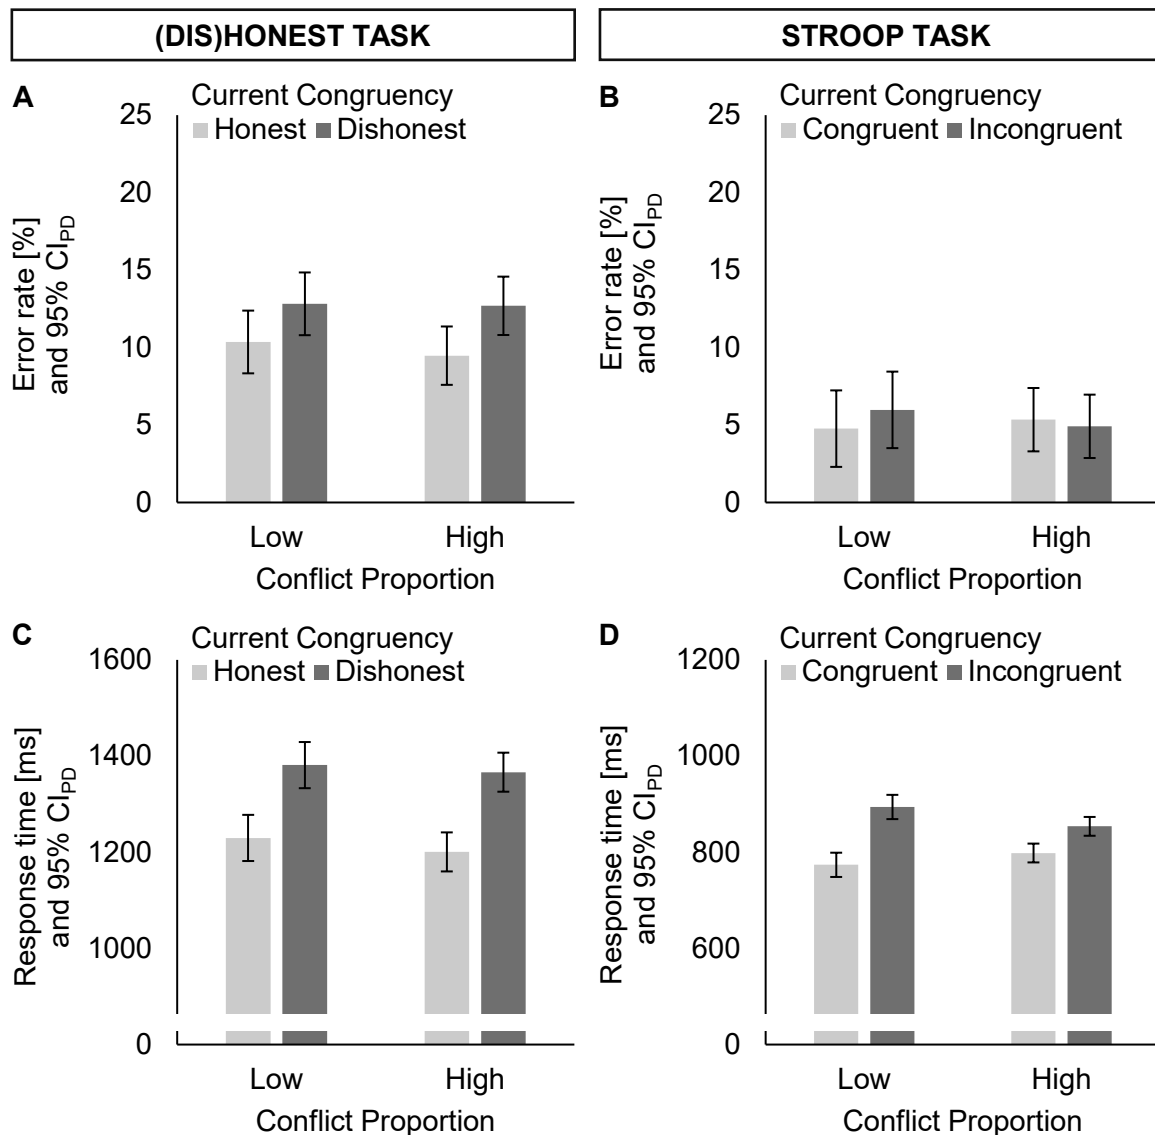 (DIS)HONEST TASK
STROOP TASK
A
Current Congruency
Honest Dishonest
Error rate [%]
and 95% CIPD
25
20
15
10
5
0
Low High
Conflict Proportion
B
Current Congruency
Congruent Incongruent
Error rate [%]
and 95% CIPD
25
20
15
10
5
0
Low High
Conflict Proportion
C
Current Congruency
Honest Dishonest
Response time [ms]
and 95% CIPD
1600
1400
1200
1000
0
Low High
Conflict Proportion
D
Current Congruency
Congruent Incongruent
Response time [ms]
and 95% CIPD
1200
1000
800
600
0
Low High
Conflict Proportion